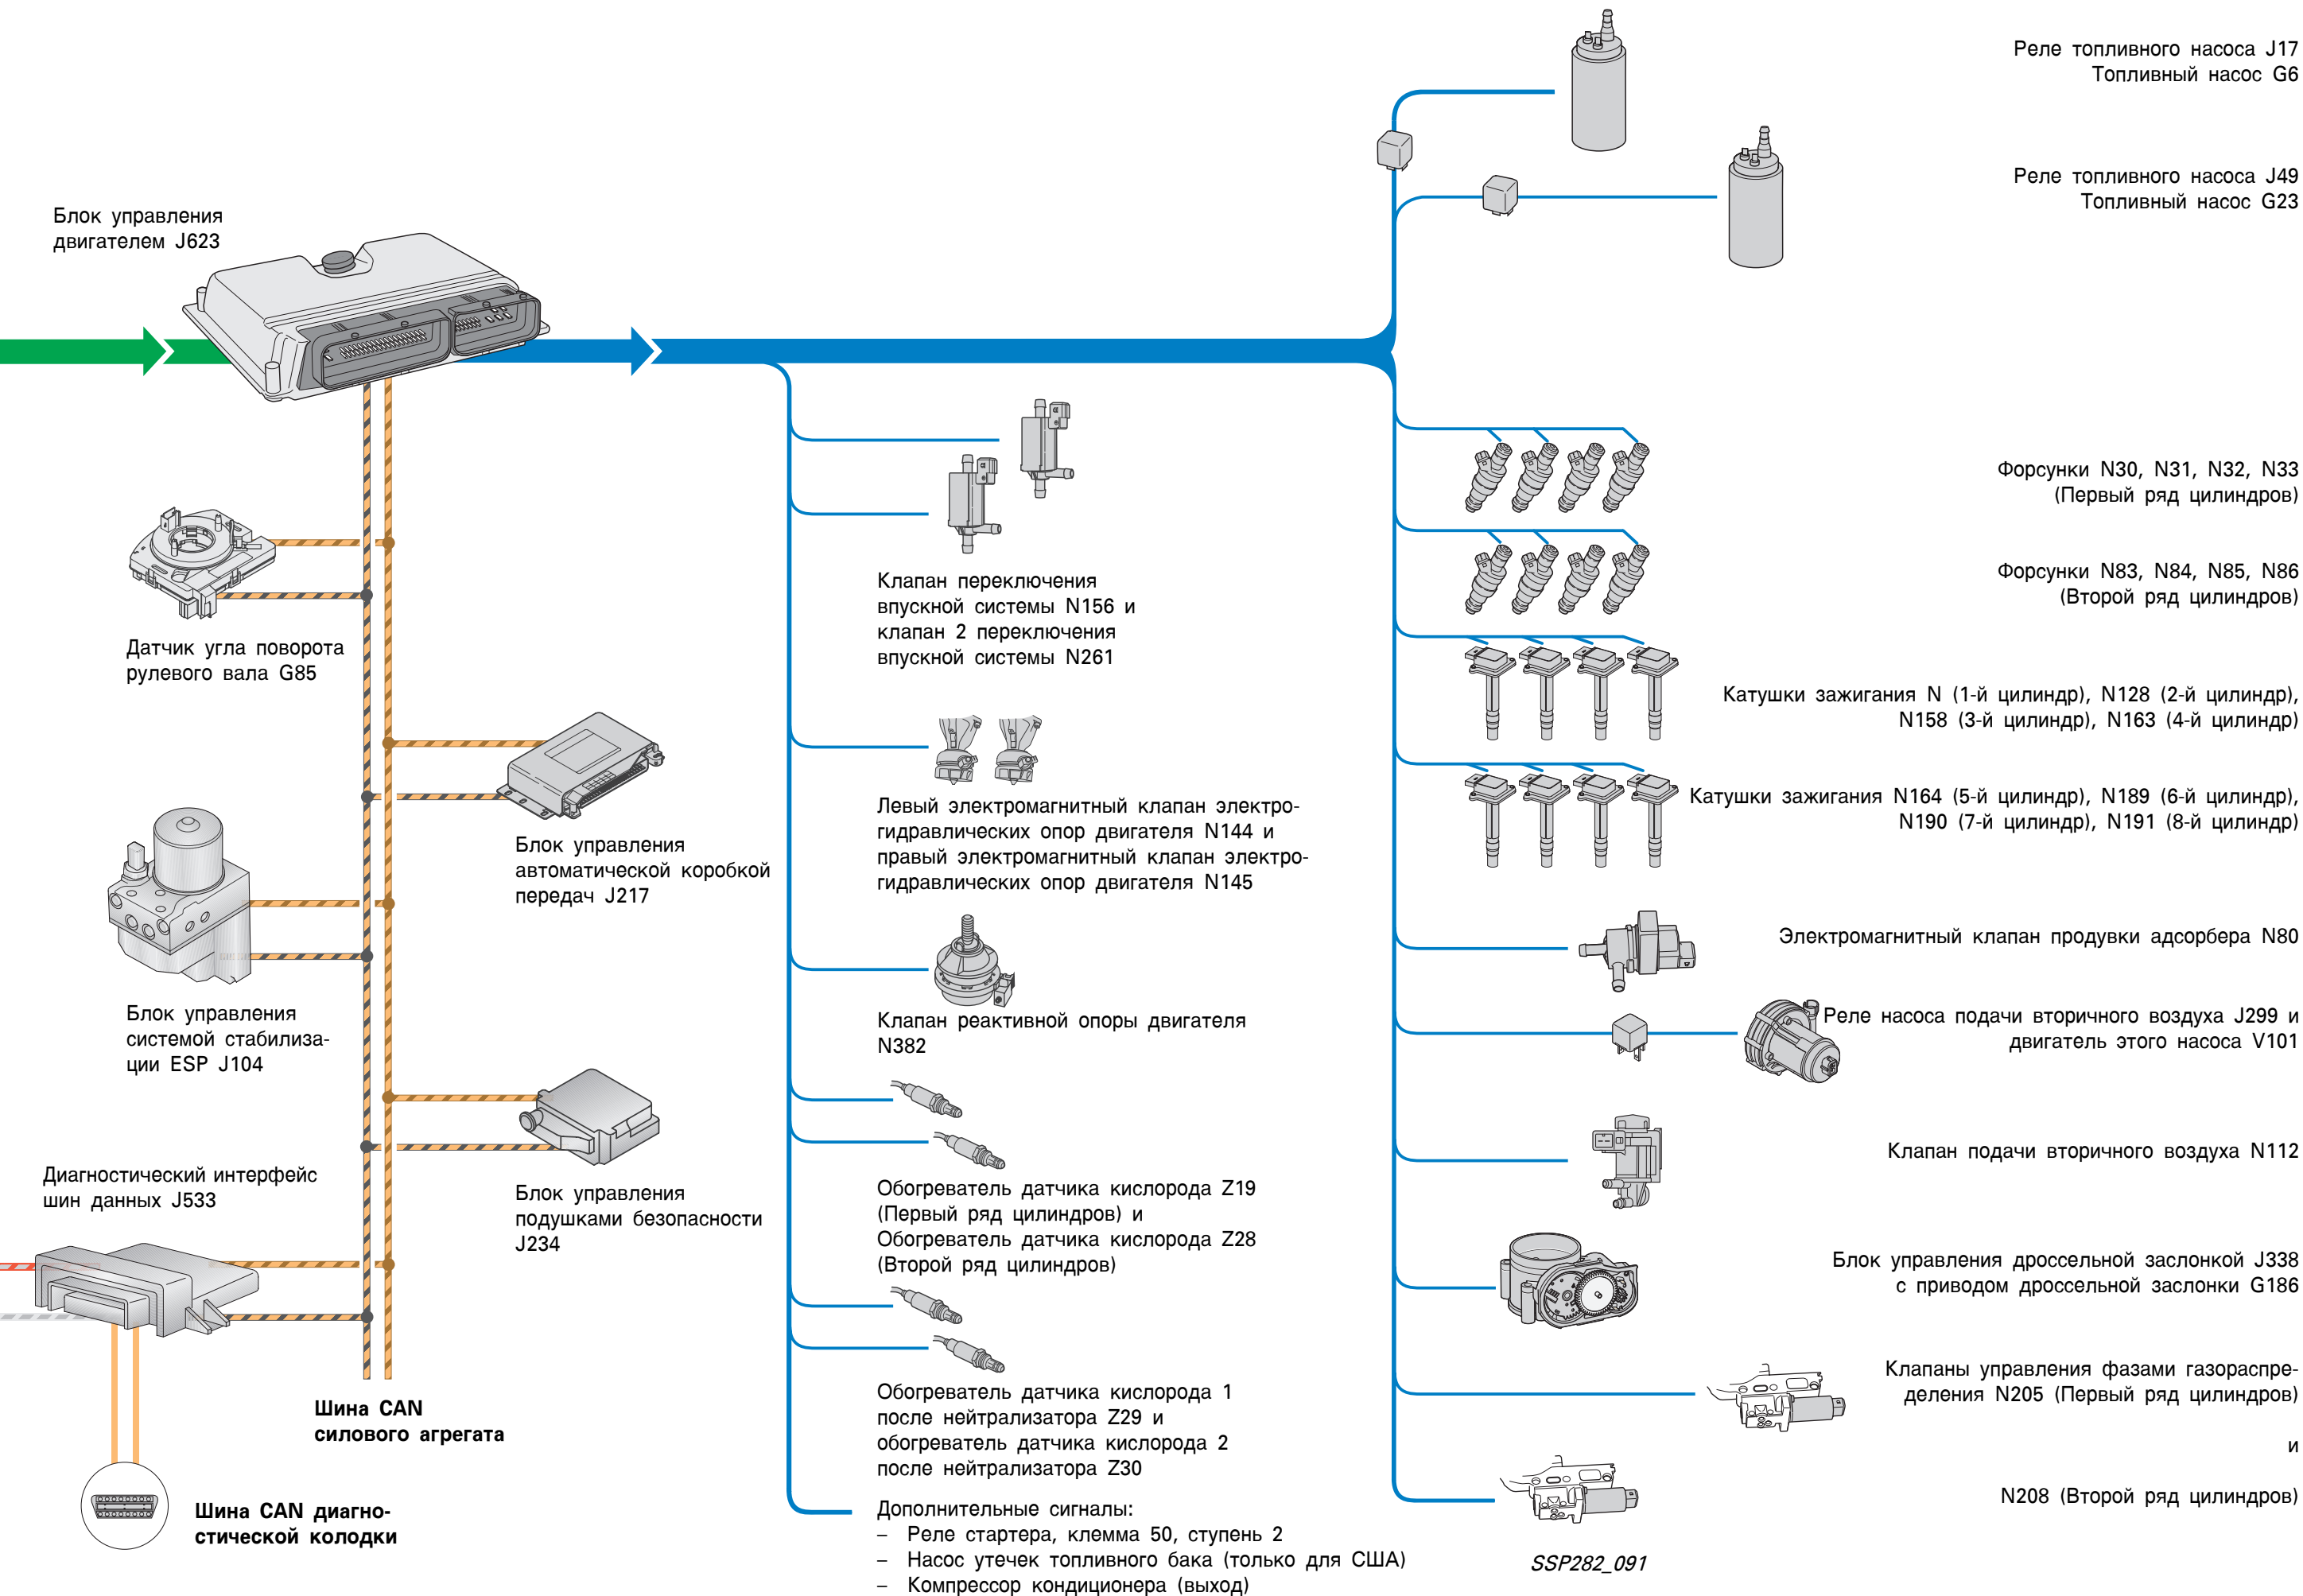 Блок управления
двигателем J623
Датчик угла поворота
рулевого вала G85
Блок управления
автоматической коробкой
передач J217
Блок управления
системой стабилиза-
ции ESP J104
Блок управления
подушками безопасности
J234
Диагностический интерфейс
шин данных J533
Шина CAN
силового агрегата
Шина CAN диагно-
стической колодки
Клапан переключения
впускной системы N156 и
клапан 2 переключения
впускной системы N261
Левый электромагнитный клапан электро-
гидравлических опор двигателя N144 и
правый электромагнитный клапан электро-
гидравлических опор двигателя N145
Клапан реактивной опоры двигателя
N382
Обогреватель датчика кислорода Z19
(Первый ряд цилиндров) и
Обогреватель датчика кислорода Z28
(Второй ряд цилиндров)
Обогреватель датчика кислорода 1
после нейтрализатора Z29 и
обогреватель датчика кислорода 2
после нейтрализатора Z30
Дополнительные сигналы:
– Реле стартера, клемма 50, ступень 2
– Насос утечек топливного бака (только для США)
– Компрессор кондиционера (выход)
Реле топливного насоса J17
Топливный насос G6
Реле топливного насоса J49
Топливный насос G23
Форсунки N30, N31, N32, N33
(Первый ряд цилиндров)
Форсунки N83, N84, N85, N86
(Второй ряд цилиндров)
Катушки зажигания N (1-й цилиндр), N128 (2-й цилиндр),
N158 (3-й цилиндр), N163 (4-й цилиндр)
Катушки зажигания N164 (5-й цилиндр), N189 (6-й цилиндр),
N190 (7-й цилиндр), N191 (8-й цилиндр)
Электромагнитный клапан продувки адсорбера N80
Реле насоса подачи вторичного воздуха J299 и
двигатель этого насоса V101
Клапан подачи вторичного воздуха N112
Блок управления дроссельной заслонкой J338
с приводом дроссельной заслонки G186
Клапаны управления фазами газораспре-
деления N205 (Первый ряд цилиндров)
и
N208 (Второй ряд цилиндров)
SSP282_091